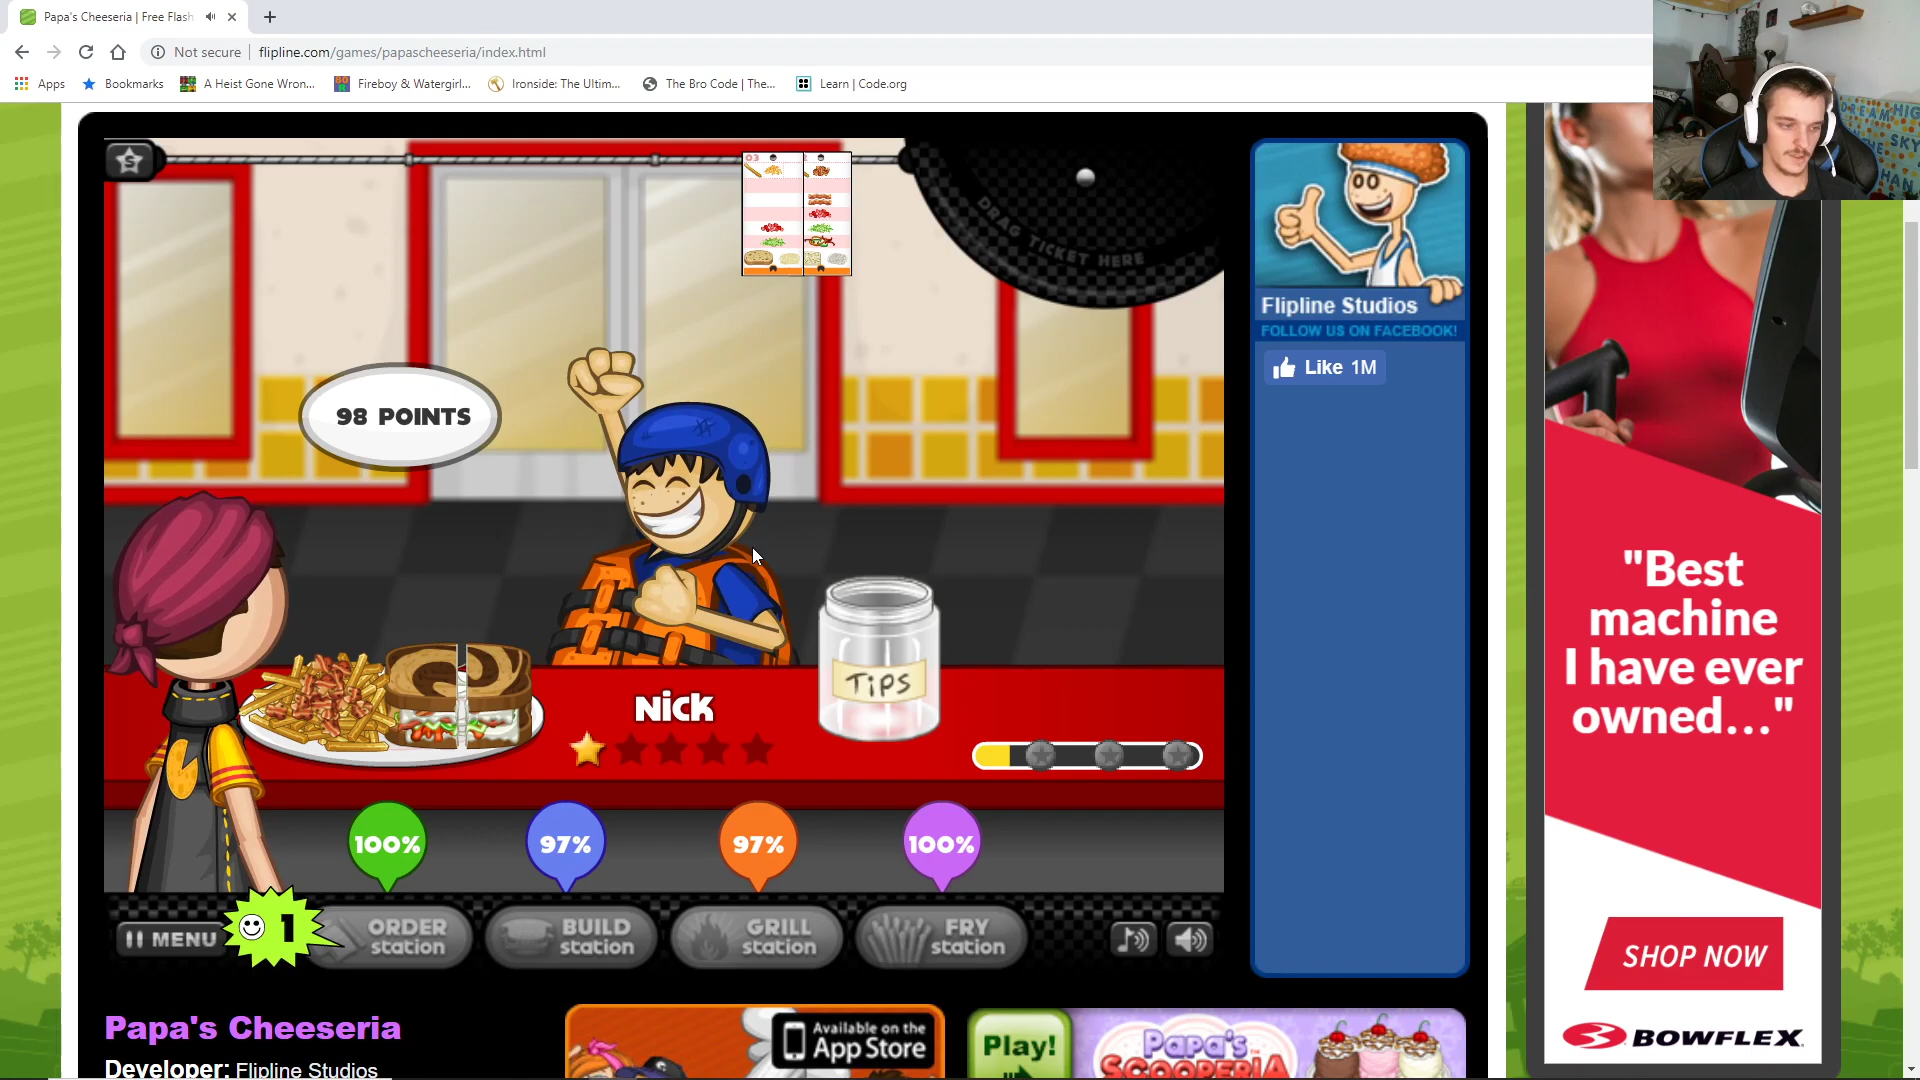 Papa's Cheeseria | Free Flash
Not secure | flipline.com/games/papascheeseria/index.html
Apps Bookmarks A Heist Gone Wron... Fireboy & Watergirl... Ironside: The Ultim... The Bro Code | The... Learn | Code.org
S
03
DRAG TICKET HERE
Flipline Studios
FOLLOW US ON FACEBOOK!
Like 1M
98 POINTS
TIPS
Nick
100% 97% 97% 100%
MENU
1
ORDER station
BUILD station
GRILL station
FRY station
Papa's Cheeseria
Developer: Flipline Studios
Available on the
App Store
Play!
Papa's
SCOOPERIA
"Best
machine
I have ever
owned..."
SHOP NOW
BOWFLEX